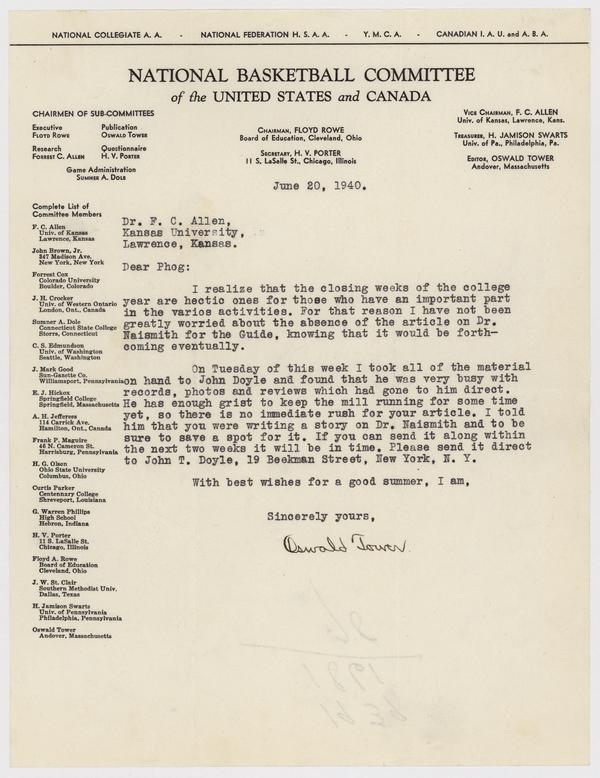 NATIONAL COLLEGIATE A. A. - NATIONAL FEDERATION H. S. A. A. - Y. M. C. A. - CANADIAN I. A. U. and A. B. A.
NATIONAL BASKETBALL COMMITTEE
of the UNITED STATES and CANADA
CHAIRMEN OF SUB-COMMITTEES
Executive
FLOYD ROWE
Publication
OSWALD TOWER
Research
FORREST C. ALLEN
Questionnaire
H. V. PORTER
Game Administration
SUMNER A. DOLE
CHAIRMAN, FLOYD ROWE
Board of Education, Cleveland, Ohio
SECRETARY, H. V. PORTER
11 S. LaSalle St., Chicago, Illinois
VICE CHAIRMAN, F. C. ALLEN
Univ. of Kansas, Lawrence, Kans.
TREASURER, H. JAMISON SWARTS
Univ. of Pa., Philadelphia, Pa.
EDITOR, OSWALD TOWER
Andover, Massachusetts
June 20, 1940.
Complete List of
Committee Members
F. C. Allen
Univ. of Kansas
Lawrence, Kansas
John Brown, Jr.
347 Madison Ave.
New York, New York
Forrest Cox
Colorado University
Boulder, Colorado
J. H. Crocker
Univ. of Western Ontario
London, Ont., Canada
Sumner A. Dole
Connecticut State College
Storrs, Connecticut
C. S. Edmundson
Univ. of Washington
Seattle, Washington
J. Mark Good
Sun-Gazette Co.
Williamsport, Pennsylvania
E. J. Hickox
Springfield College
Springfield, Massachusetts
A. H. Jefferess
114 Carrick Ave.
Hamilton, Ont., Canada
Frank P. Maguire
46 N. Cameron St.
Harrisburg, Pennsylvania
H. G. Olsen
Ohio State University
Columbus, Ohio
Curtis Parker
Centenary College
Shreveport, Louisiana
G. Warren Phillips
High School
Hebron, Indiana
H. V. Porter
11 S. LaSalle St.
Chicago, Illinois
Floyd A. Rowe
Board of Education
Cleveland, Ohio
J. W. St. Clair
Southern Methodist Univ.
Dallas, Texas
H. Jamison Swarts
Univ. of Pennsylvania
Philadelphia, Pennsylvania
Oswald Tower
Andover, Massachusetts
Dr. F. C. Allen,
Kansas University,
Lawrence, Kansas.
Dear Phog:
I realize that the closing weeks of the college
year are hectic ones for those who have an important part
in the varios activities. For that reason I have not been
greatly worried about the absence of the article on Dr.
Naismith for the Guide, knowing that it would be forth-
coming eventually.
On Tuesday of this week I took all of the material
on hand to John Doyle and found that he was very busy with
records, photos and reviews which had gone to him direct.
He has enough grist to keep the mill running for some time
yet, so there is no immediate rush for your article. I told
him that you were writing a story on Dr. Naismith and to be
sure to save a spot for it. If you can send it along within
the next two weeks it will be in time. Please send it direct
to John T. Doyle, 19 Beekman Street, New York, N. Y.
With best wishes for a good summer, I am,
Sincerely yours,
Oswald Tower